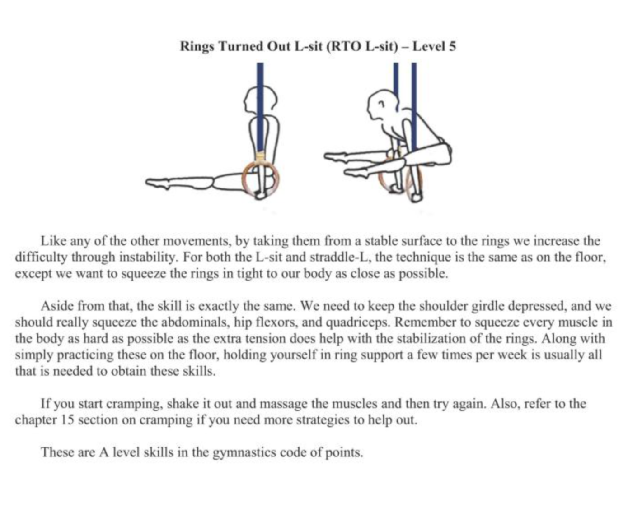 Rings Turned Out L-sit (RTO L-sit) – Level 5
Like any of the other movements, by taking them from a stable surface to the rings we increase the
difficulty through instability. For both the L-sit and straddle-L, the technique is the same as on the floor,
except we want to squeeze the rings in tight to our body as close as possible.
Aside from that, the skill is exactly the same. We need to keep the shoulder girdle depressed, and we
should really squeeze the abdominals, hip flexors, and quadriceps. Remember to squeeze every muscle in
the body as hard as possible as the extra tension does help with the stabilization of the rings. Along with
simply practicing these on the floor, holding yourself in ring support a few times per week is usually all
that is needed to obtain these skills.
If you start cramping, shake it out and massage the muscles and then try again. Also, refer to the
chapter 15 section on cramping if you need more strategies to help out.
These are A level skills in the gymnastics code of points.